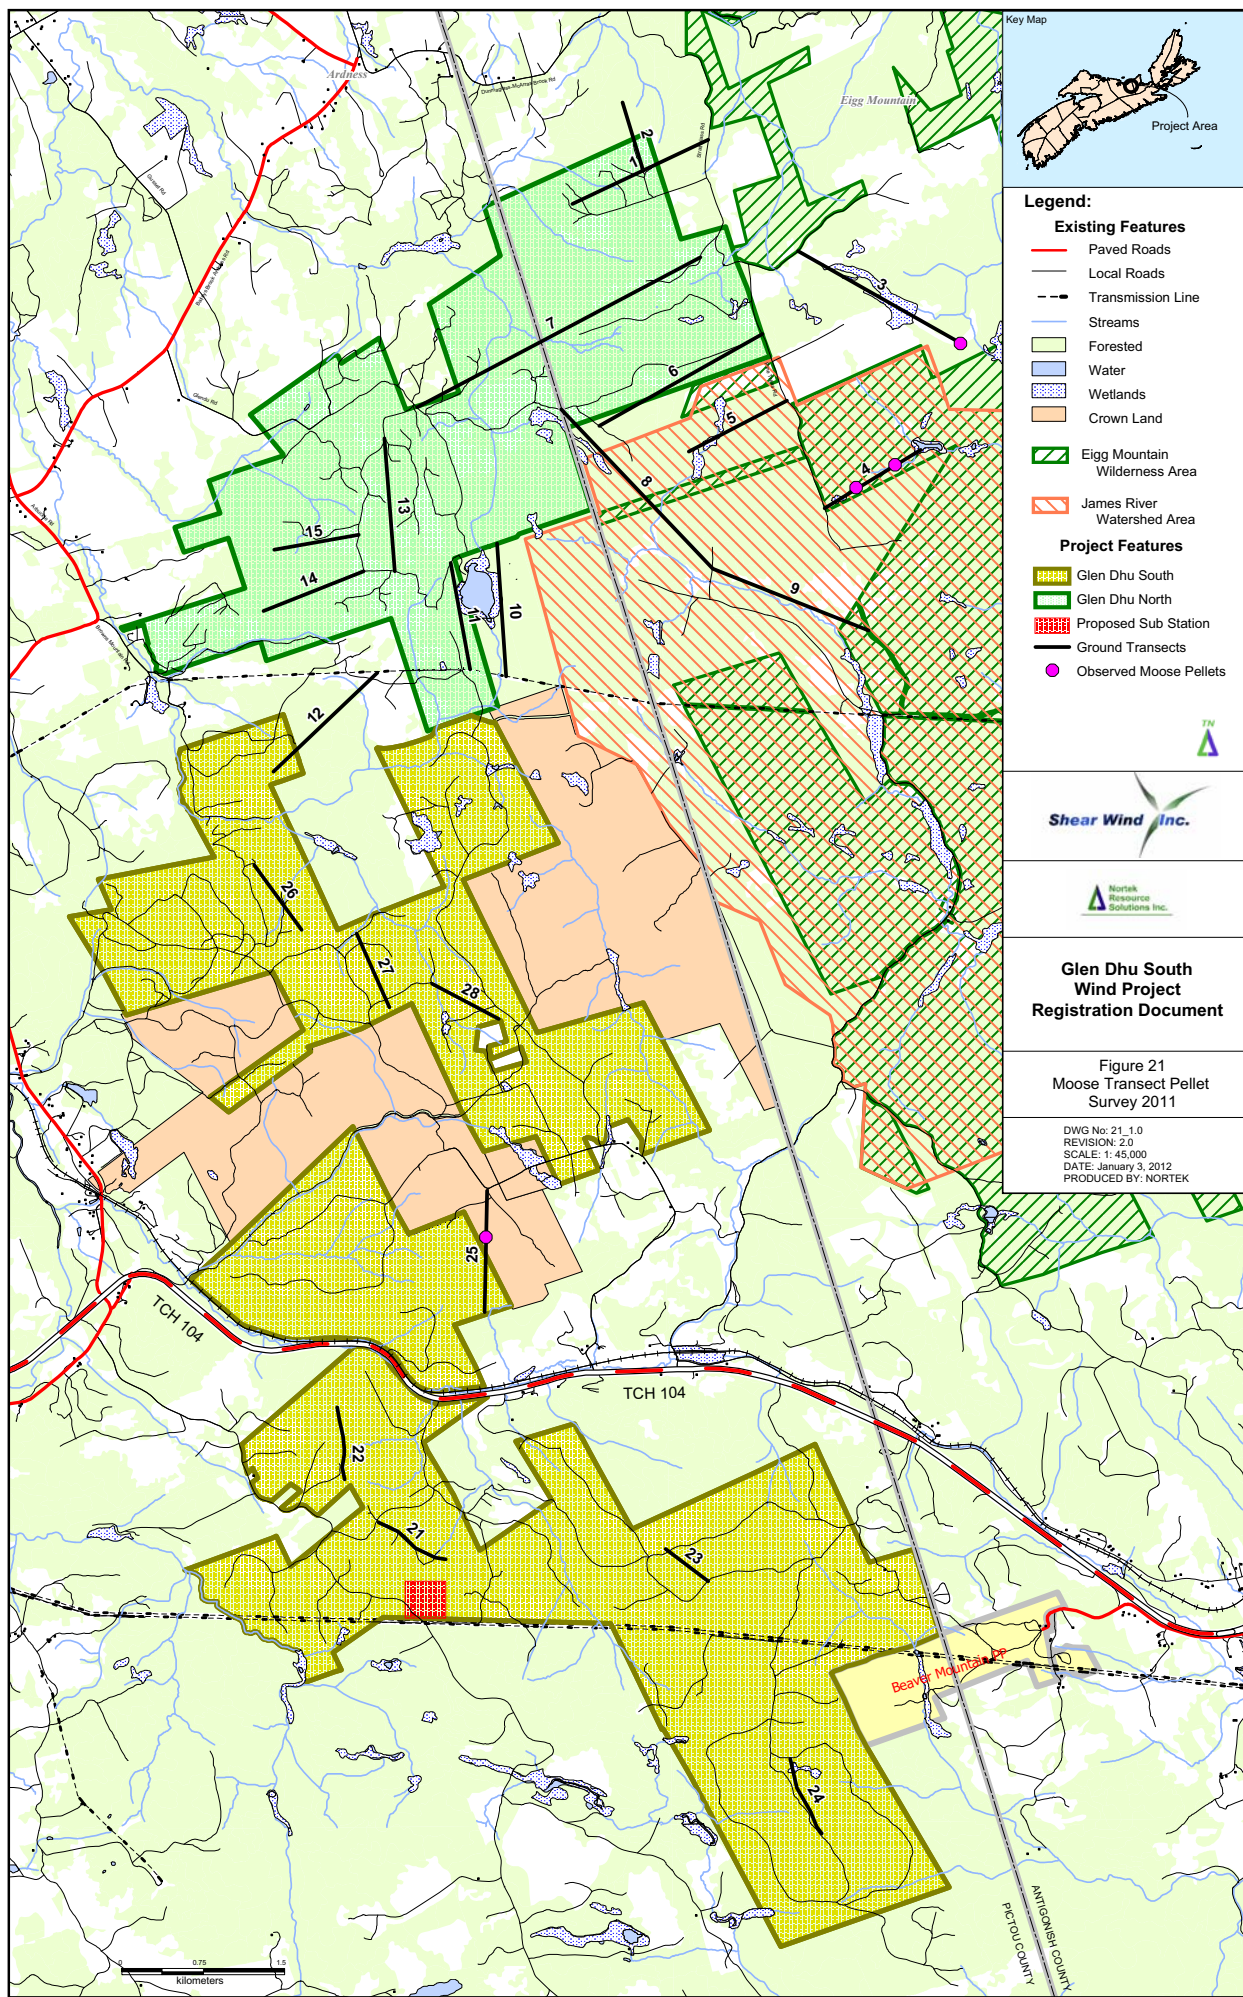 Key Map
Project Area
Legend:
Existing Features
Paved Roads
Local Roads
Transmission Line
Streams
Forested
Water
Wetlands
Crown Land
Eigg Mountain
Wilderness Area
James River
Watershed Area
Project Features
Glen Dhu South
Glen Dhu North
Proposed Sub Station
Ground Transects
Observed Moose Pellets
TN
Shear Wind Inc.
Nortek
Resource
Solutions Inc.
Glen Dhu South
Wind Project
Registration Document
Figure 21
Moose Transect Pellet
Survey 2011
DWG No: 21_1.0
REVISION: 2.0
SCALE: 1: 45,000
DATE: January 3, 2012
PRODUCED BY: NORTEK
Ardness
Eigg Mountain
Glendu Rd
2
1
3
7
6
5
4
8
13
15
14
9
10
11
12
26
27
28
25
TCH 104
TCH 104
22
21
23
24
Beaver Mountain PP
ANTIGONISH COUNTY
PICTOU COUNTY
0 0.75 1.5
kilometers